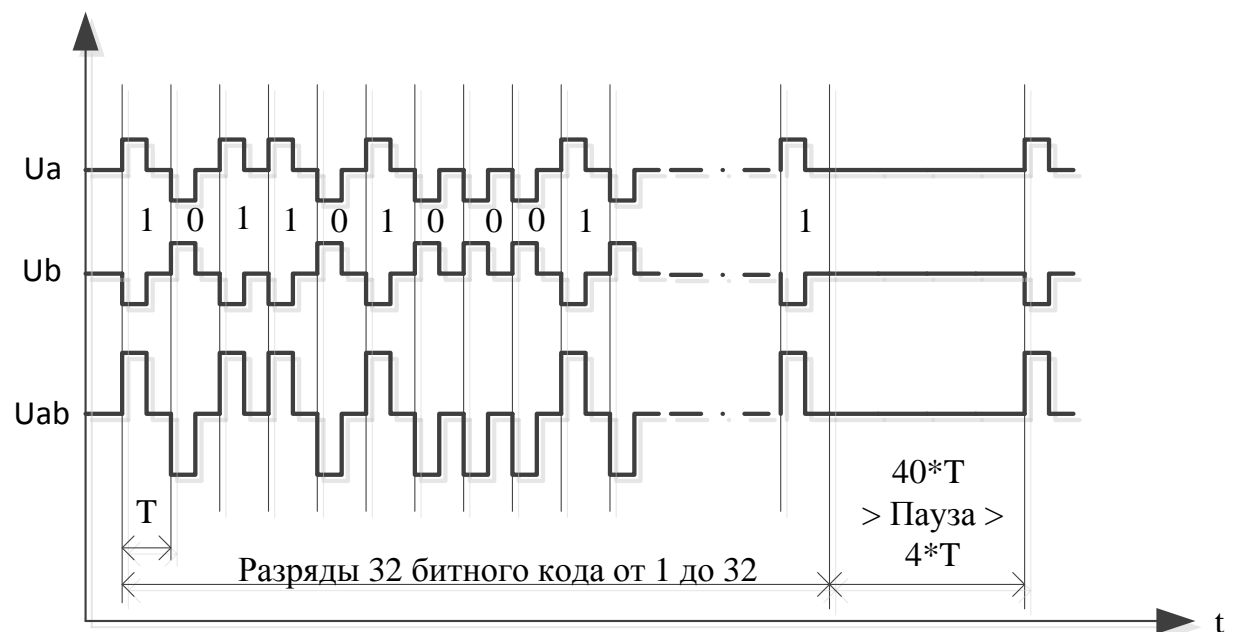 Ua
1 0 1 1 0 1 0 0 0 1 1
Ub
Uab
T
40*T
> Пауза >
4*T
Разряды 32 битного кода от 1 до 32
t